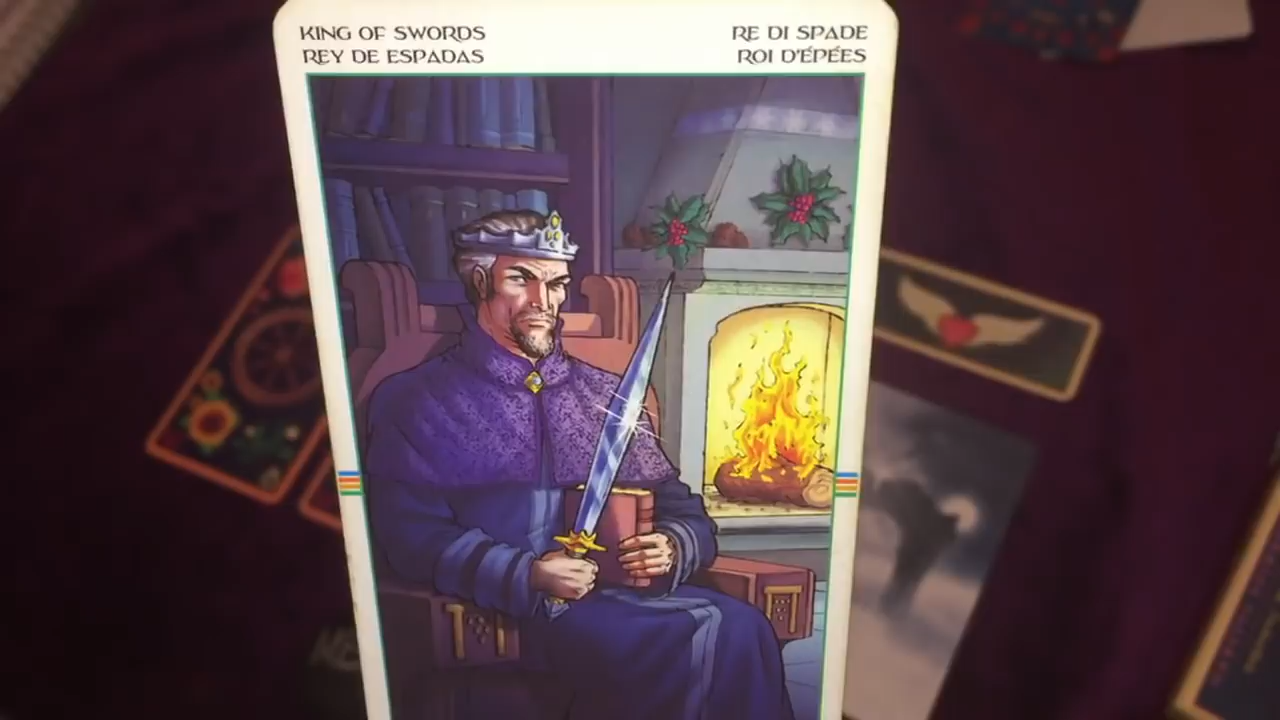 KING OF SWORDS
REY DE ESPADAS
RE DI SPADE
ROI D'ÉPÉES